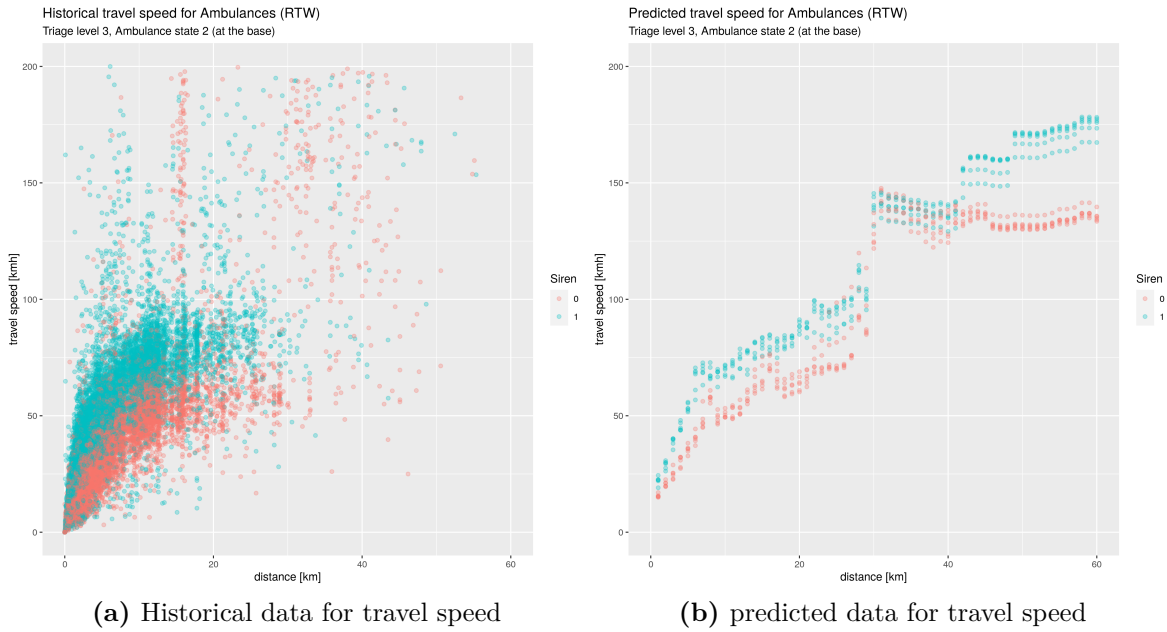 Historical travel speed for Ambulances (RTW)
Triage level 3, Ambulance state 2 (at the base)
200
150
100
50
0
travel speed [kmh]
0 20 40 60
distance [km]
Siren
0
1
(a) Historical data for travel speed
Predicted travel speed for Ambulances (RTW)
Triage level 3, Ambulance state 2 (at the base)
200
150
100
50
0
travel speed [kmh]
0 20 40 60
distance [km]
Siren
0
1
(b) predicted data for travel speed